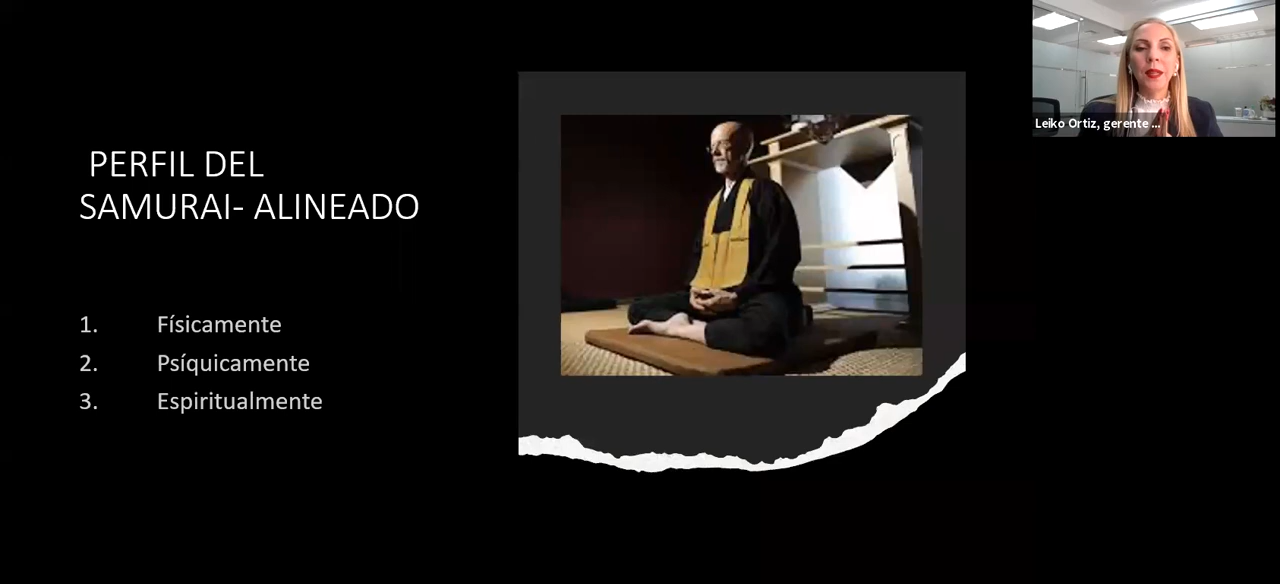 PERFIL DEL
SAMURAI- ALINEADO
1. Físicamente
2. Psíquicamente
3. Espiritualmente
Leiko Ortiz, gerente ...